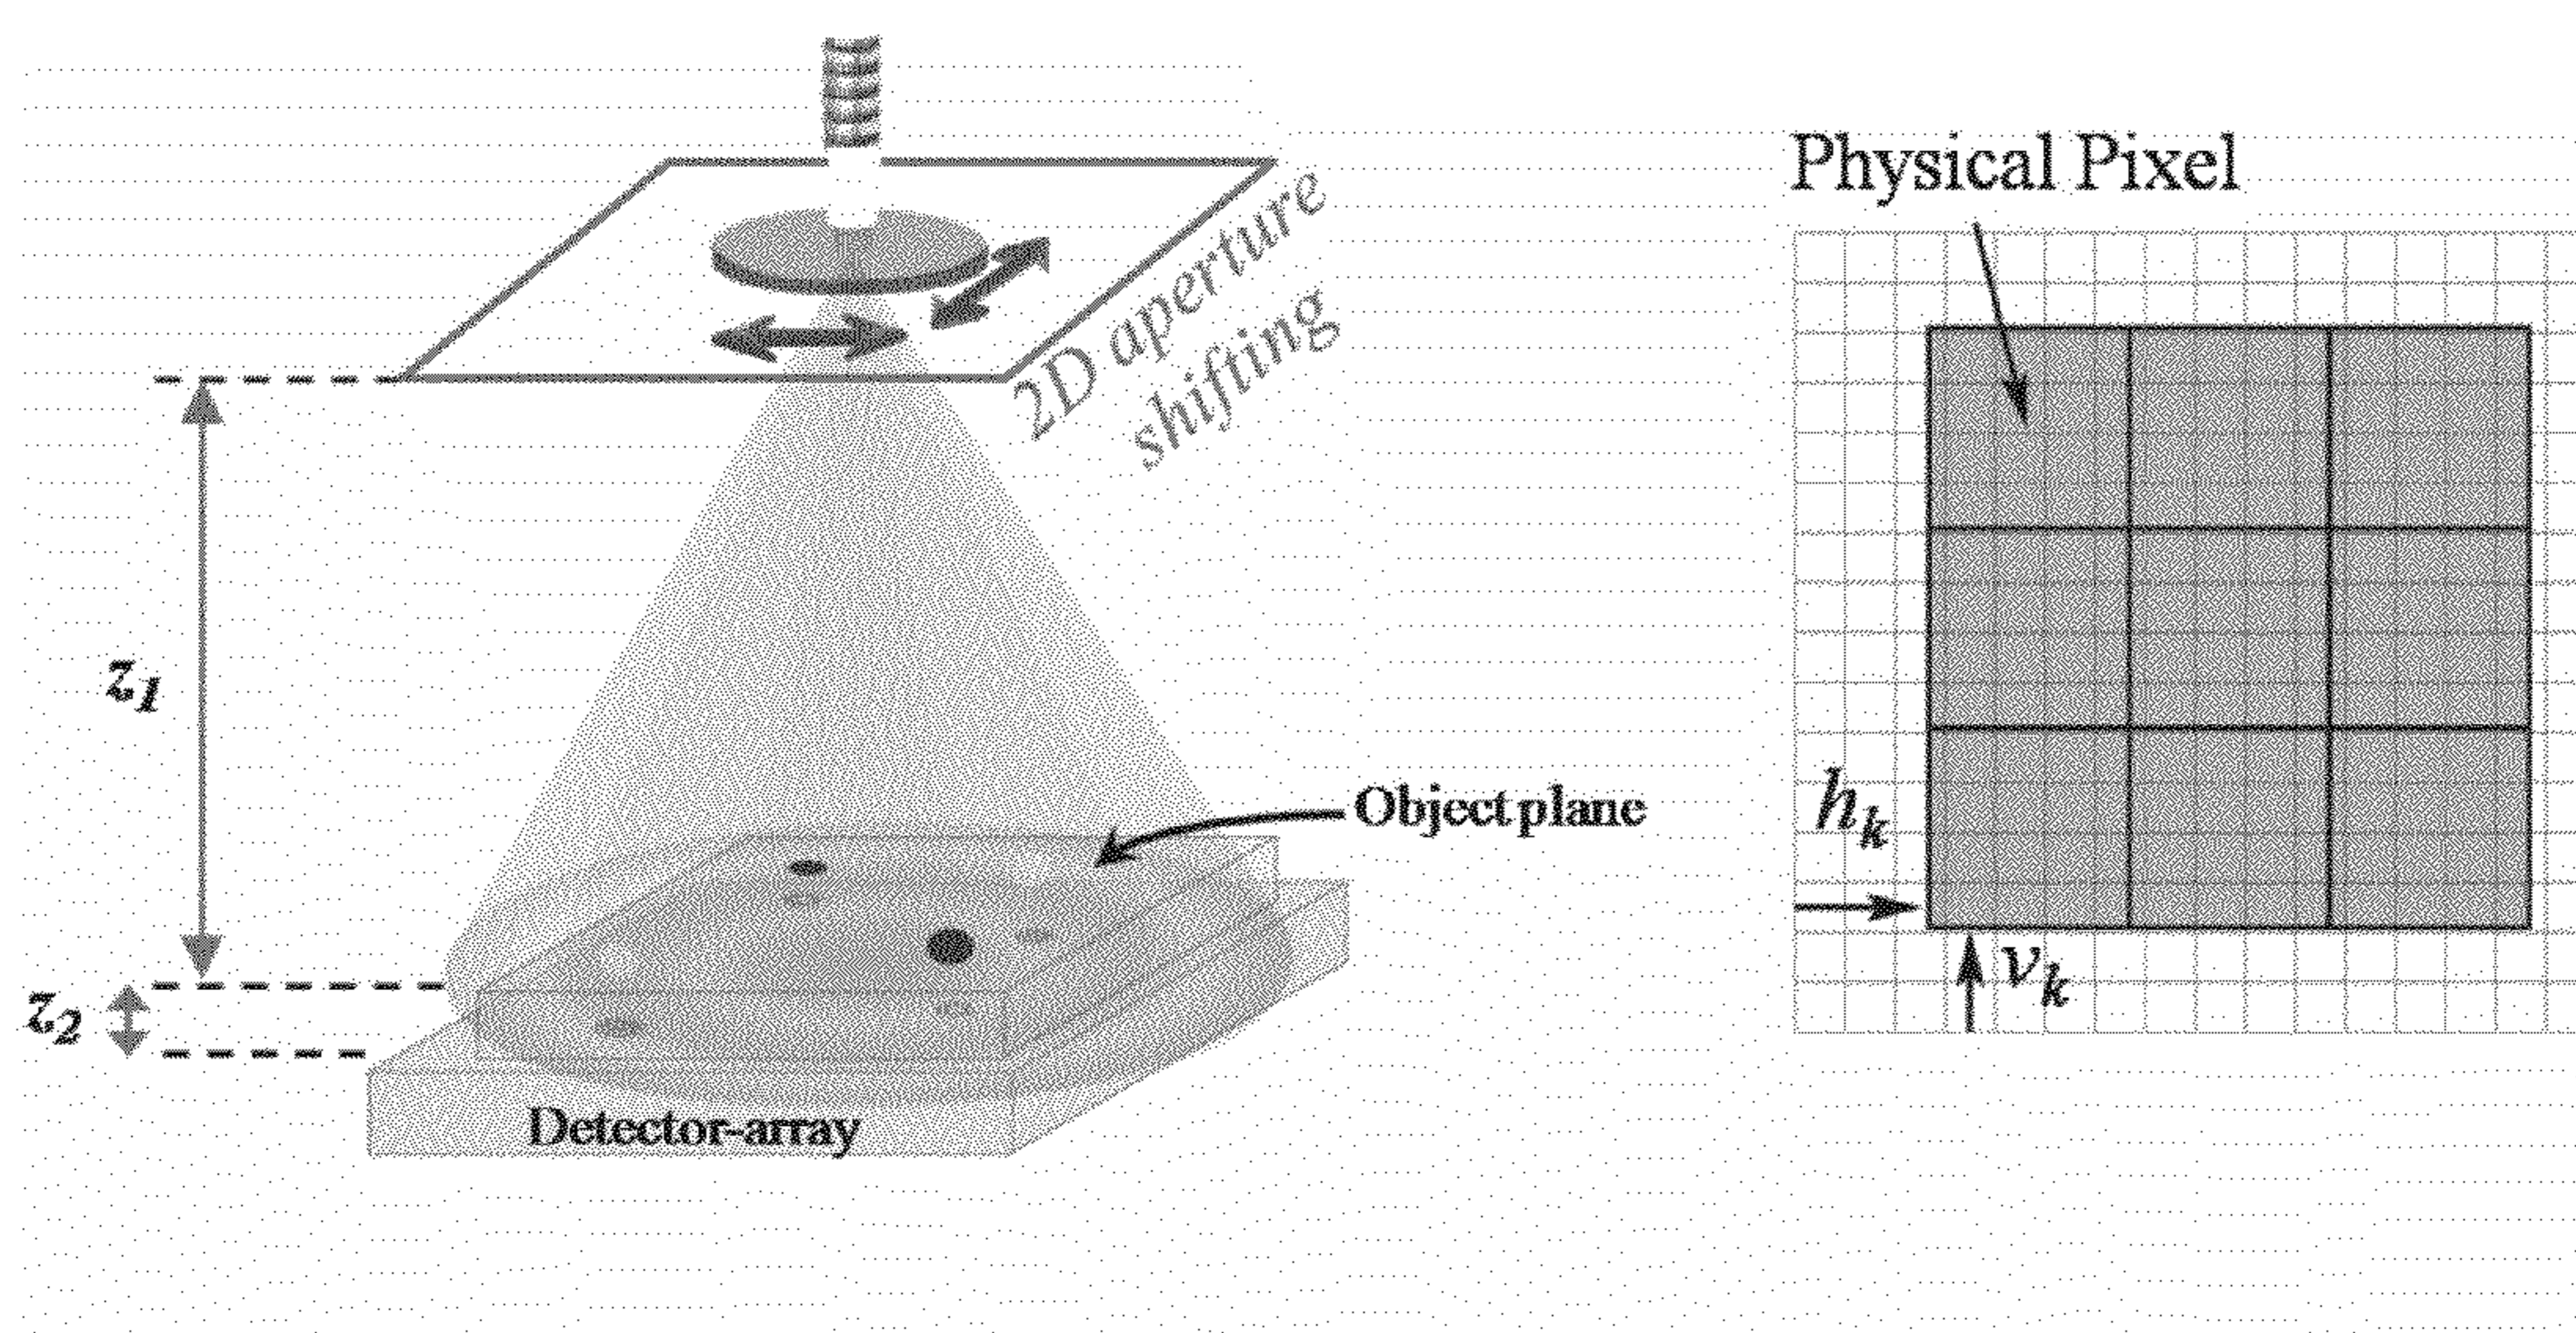 2D aperture
shifting
z1
Object plane
z2
Detector-array
Physical Pixel
hk
vk